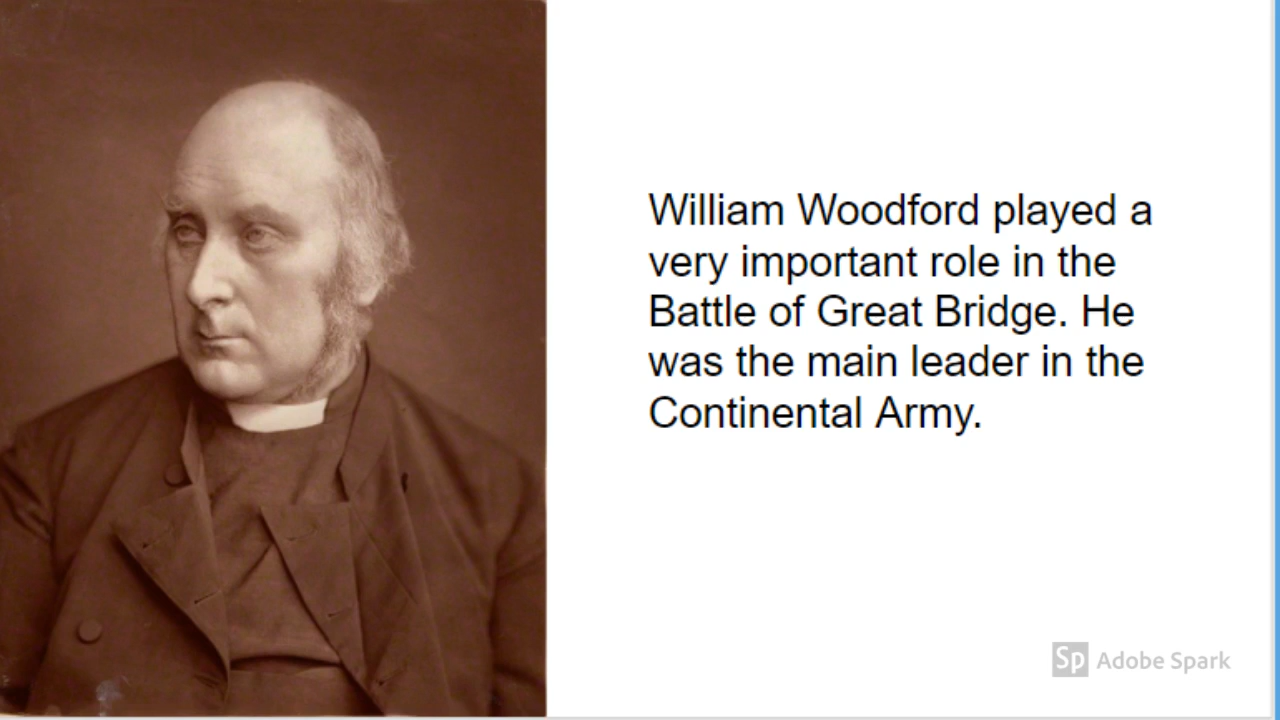 William Woodford played a
very important role in the
Battle of Great Bridge. He
was the main leader in the
Continental Army.
Sp Adobe Spark